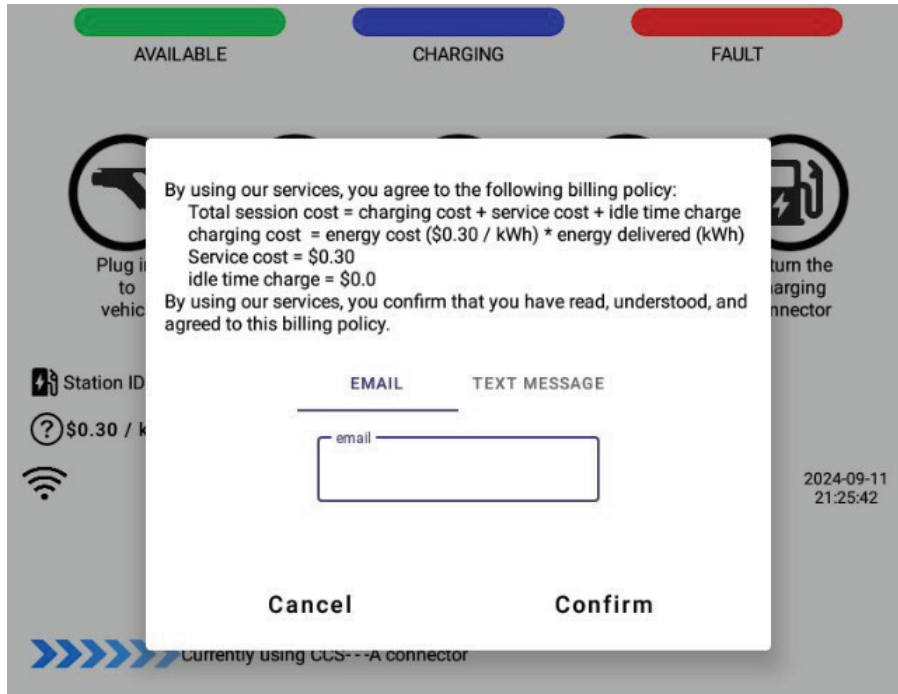 AVAILABLE
CHARGING
FAULT
By using our services, you agree to the following billing policy:
Total session cost = charging cost + service cost + idle time charge
charging cost = energy cost ($0.30 / kWh) * energy delivered (kWh)
Service cost = $0.30
idle time charge = $0.0
By using our services, you confirm that you have read, understood, and
agreed to this billing policy.
Plug
to
turn the
Station ID
EMAIL
TEXT MESSAGE
$0.30 /
email
2024-09-11
21:25:42
Cancel
Confirm
Currently using CCS---A connector